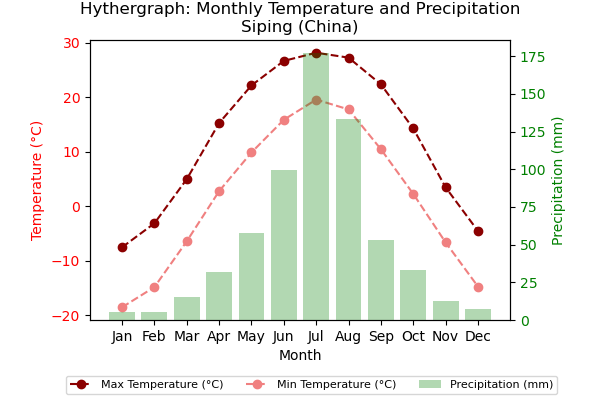 Hythergraph: Monthly Temperature and Precipitation
Siping (China)
Temperature (°C)
30
20
10
0
−10
−20
175
150
125
100
75
50
25
0
Precipitation (mm)
Jan Feb Mar Apr May Jun Jul Aug Sep Oct Nov Dec
Month
Max Temperature (°C) Min Temperature (°C) Precipitation (mm)